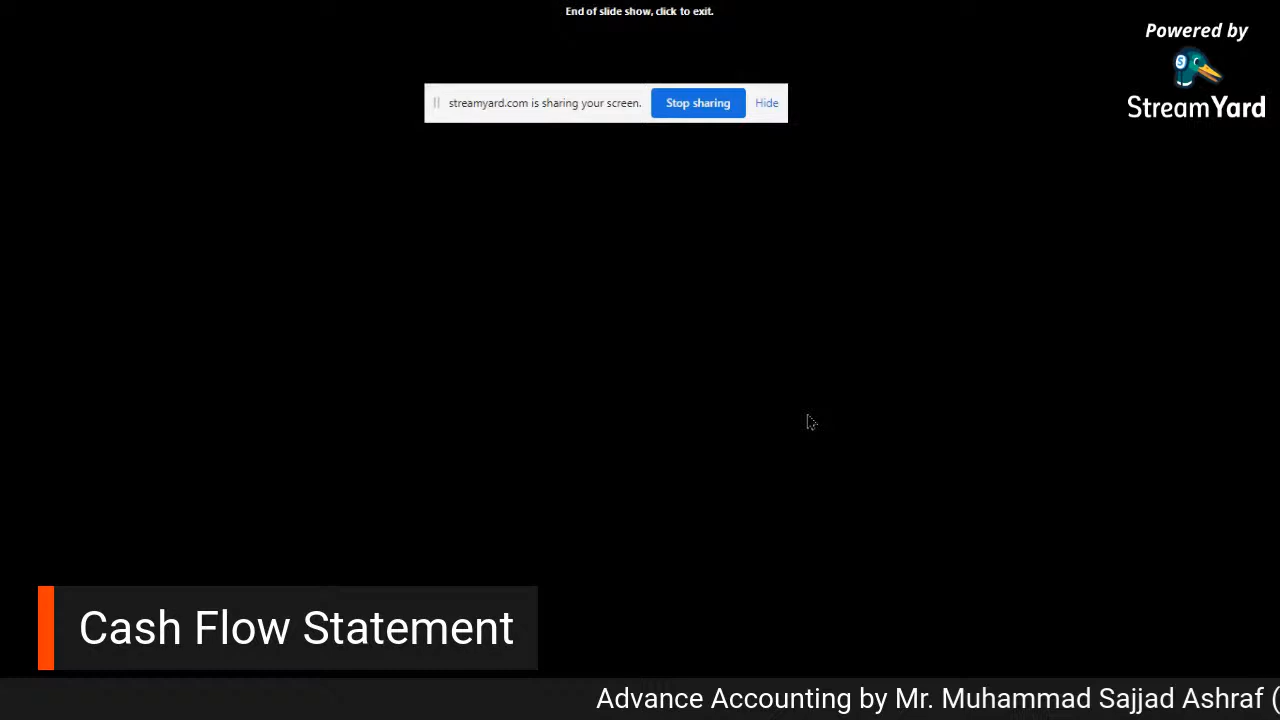 End of slide show, click to exit.
Powered by
StreamYard
streamyard.com is sharing your screen. Stop sharing Hide
Cash Flow Statement
Advance Accounting by Mr. Muhammad Sajjad Ashraf (